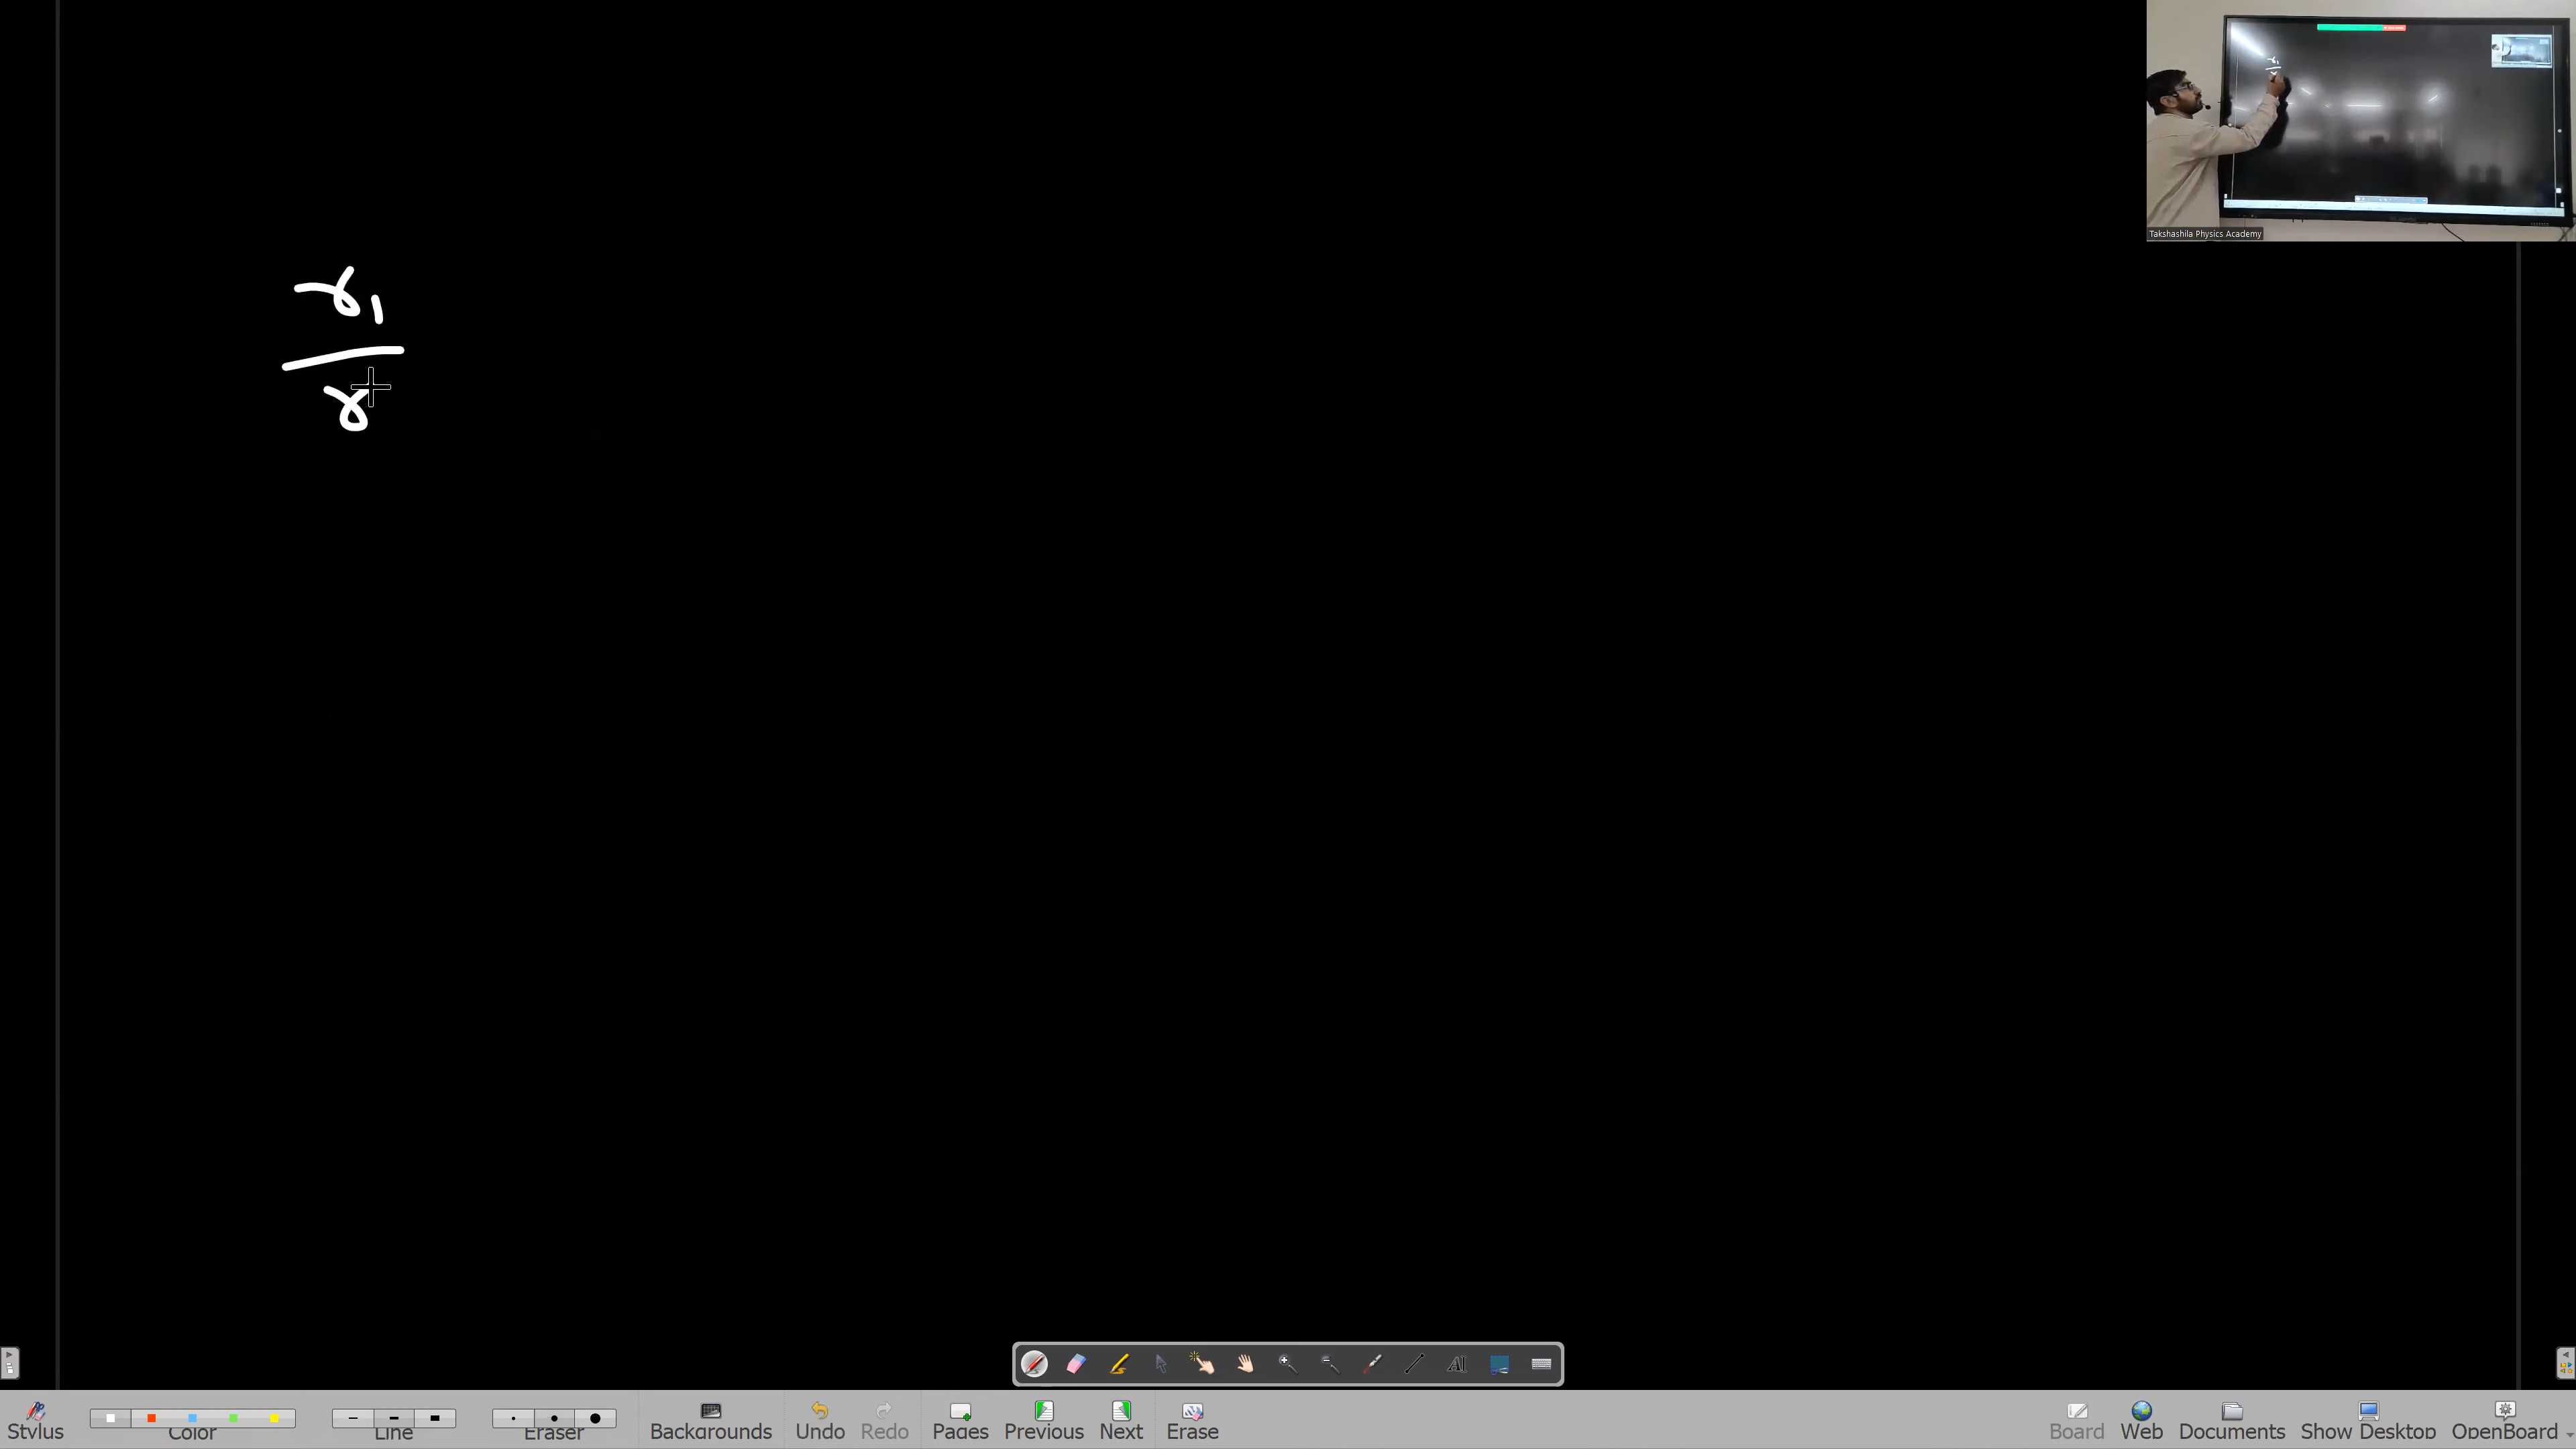 Takshashila Physics Academy
γ₁
γ
Stylus
Color
Line
Eraser
Backgrounds
Undo
Redo
Pages
Previous
Next
Erase
Board
Web
Documents
Show Desktop
OpenBoard